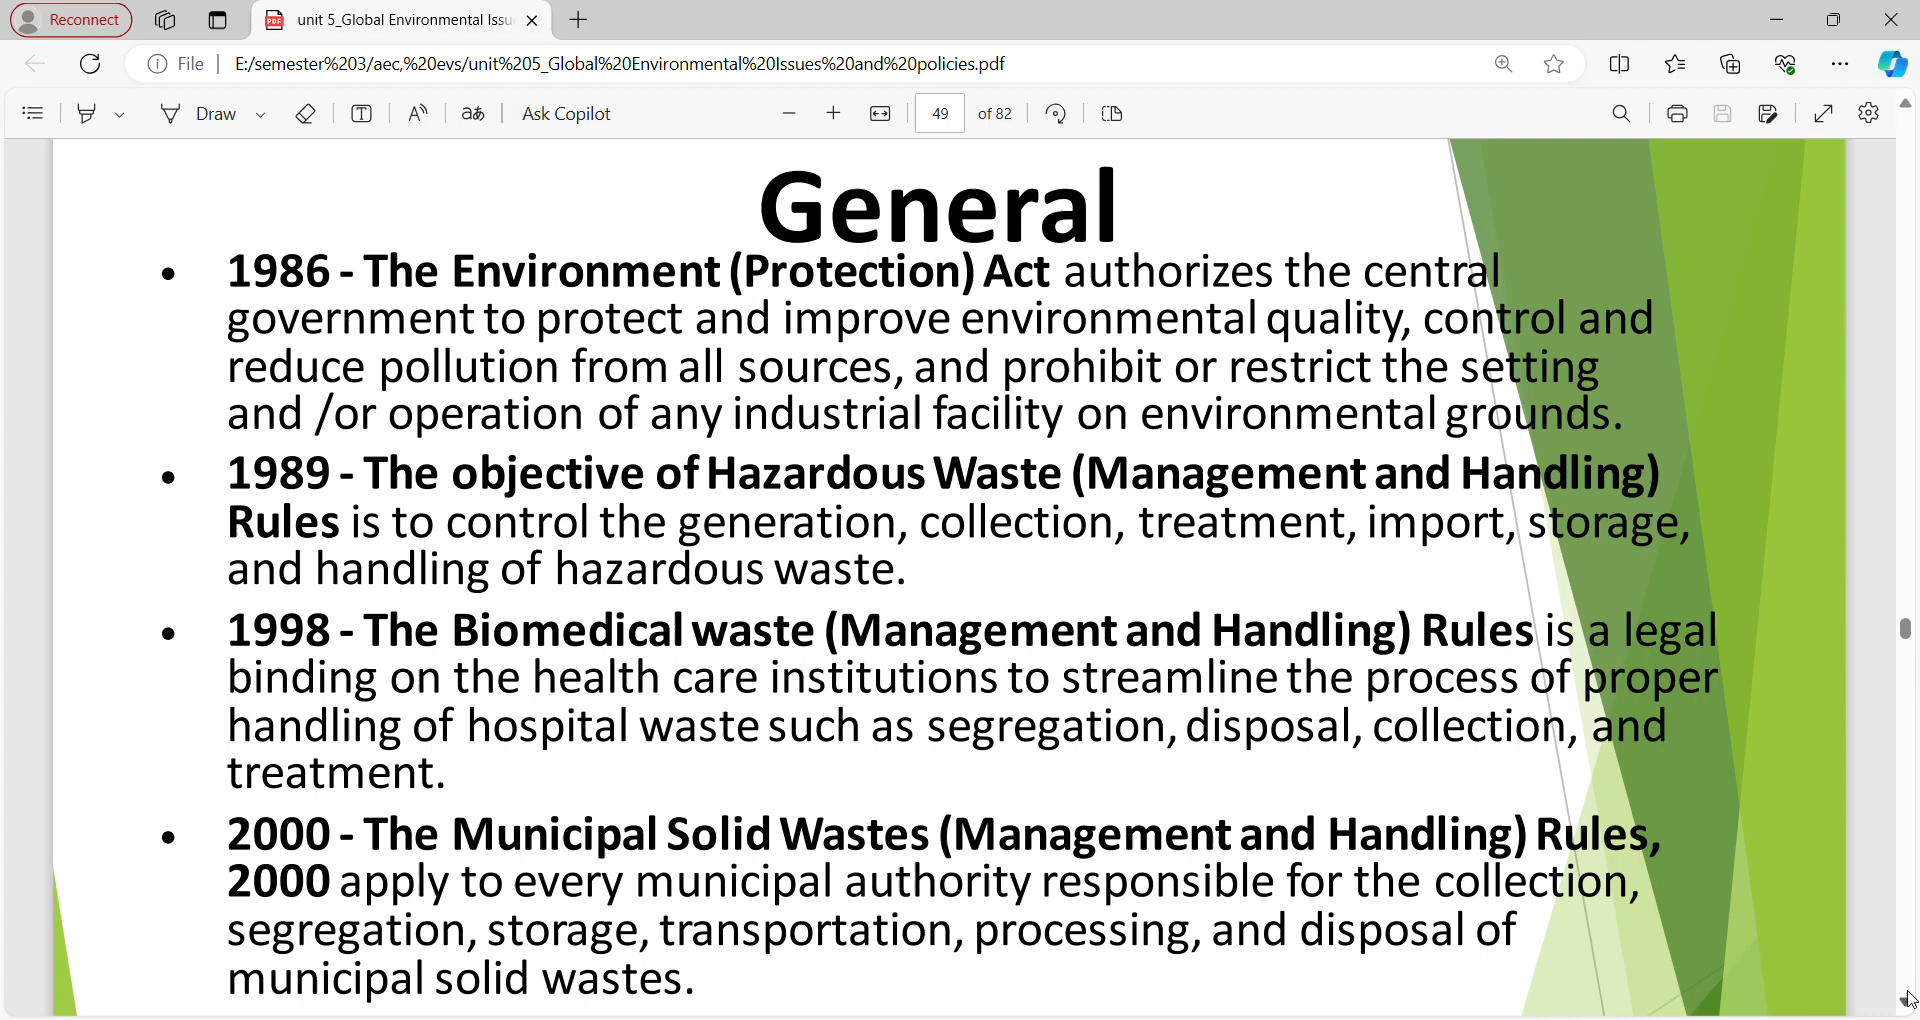 Reconnect
unit 5_Global Environmental Issu
File
E:/semester%203/aec,%20evs/unit%205_Global%20Environmental%20Issues%20and%20policies.pdf
Draw
aあ
Ask Copilot
49 of 82
General
• 1986 - The Environment (Protection) Act authorizes the central
government to protect and improve environmental quality, control and
reduce pollution from all sources, and prohibit or restrict the setting
and /or operation of any industrial facility on environmental grounds.
• 1989 - The objective of Hazardous Waste (Management and Handling)
Rules is to control the generation, collection, treatment, import, storage,
and handling of hazardous waste.
• 1998 - The Biomedical waste (Management and Handling) Rules is a legal
binding on the health care institutions to streamline the process of proper
handling of hospital waste such as segregation, disposal, collection, and
treatment.
• 2000 - The Municipal Solid Wastes (Management and Handling) Rules,
2000 apply to every municipal authority responsible for the collection,
segregation, storage, transportation, processing, and disposal of
municipal solid wastes.